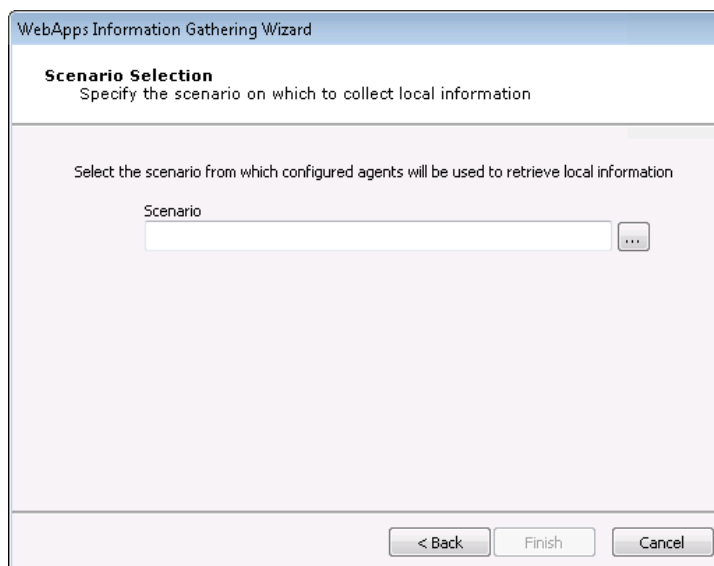 WebApps Information Gathering Wizard
Scenario Selection
Specify the scenario on which to collect local information
Select the scenario from which configured agents will be used to retrieve local information
Scenario
...
< Back Finish Cancel